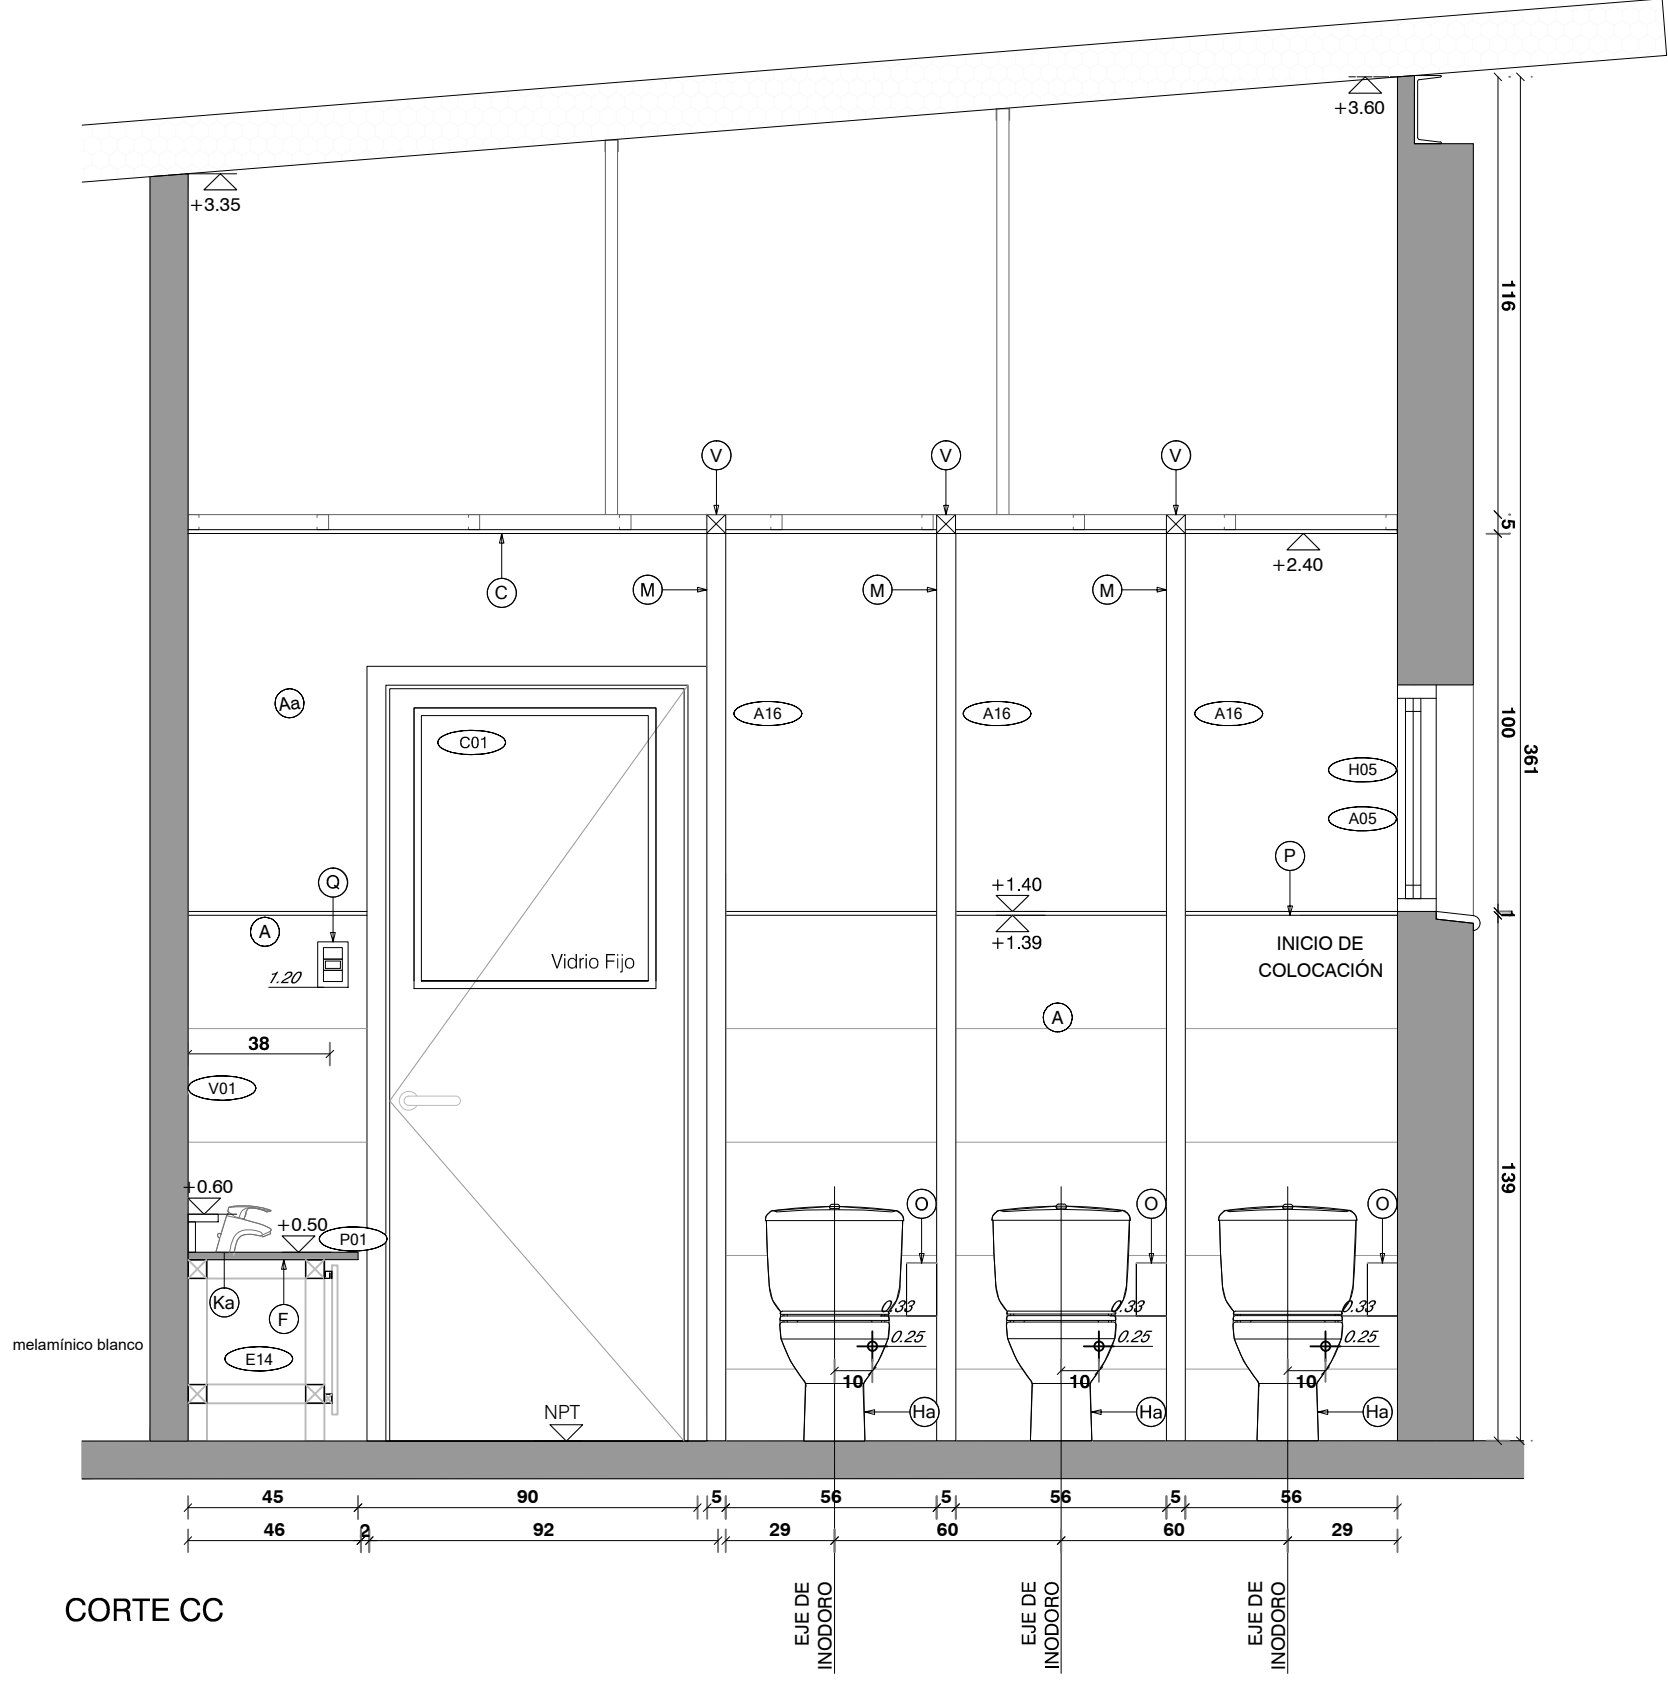 +3.60
+3.35
116
V
V
V
5
+2.40
C
M
M
M
Aa
A16
A16
A16
C01
100
361
H05
A05
P
Q
+1.40
A
1
+1.39
INICIO DE
COLOCACIÓN
Vidrio Fijo
1.20
A
38
V01
139
+0.60
O
O
O
+0.50
P01
Ka
F
0.33
0.33
0.33
0.25
0.25
0.25
melamínico blanco
E14
10
10
10
NPT
Ha
Ha
Ha
45
90
5
56
5
56
5
56
46
2
92
29
60
60
29
EJE DE
INODORO
EJE DE
INODORO
EJE DE
INODORO
CORTE CC